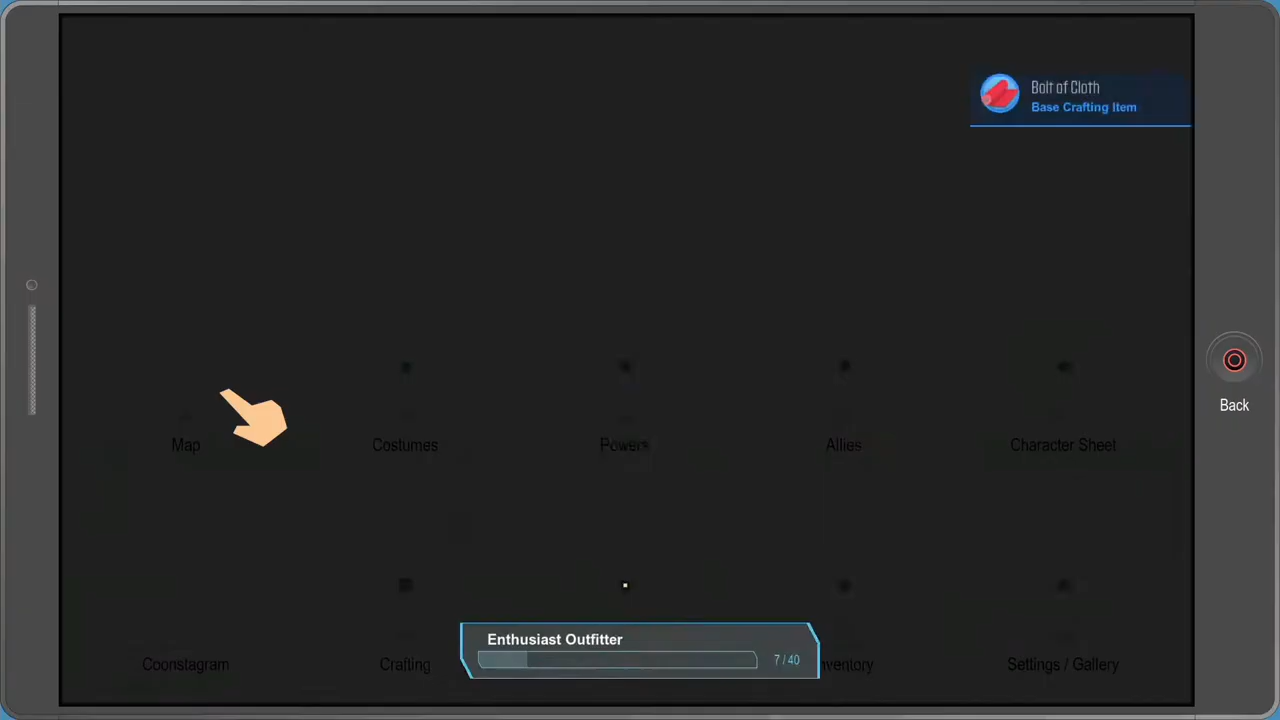 Bolt of Cloth
Base Crafting Item
Back
Map
Costumes
Powers
Allies
Character Sheet
Enthusiast Outfitter
7 / 40
Coonstagram
Crafting
Settings / Gallery